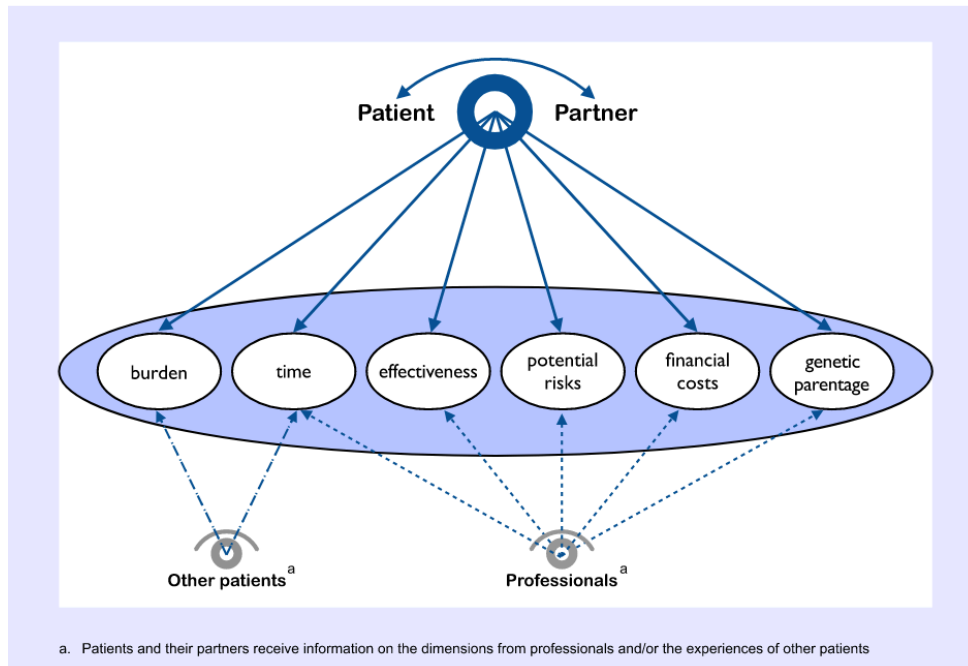 Patient
Partner
burden
time
effectiveness
potential
risks
financial
costs
genetic
parentage
Other patients a
Professionals a
a. Patients and their partners receive information on the dimensions from professionals and/or the experiences of other patients